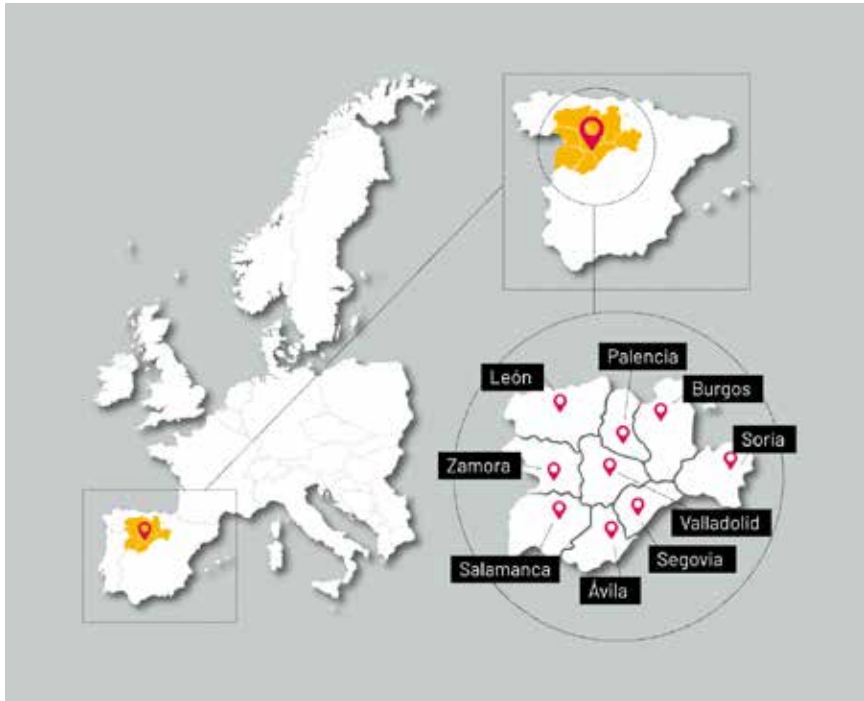 Palencia
León
Burgos
Soria
Zamora
Valladolid
Segovia
Salamanca
Ávila